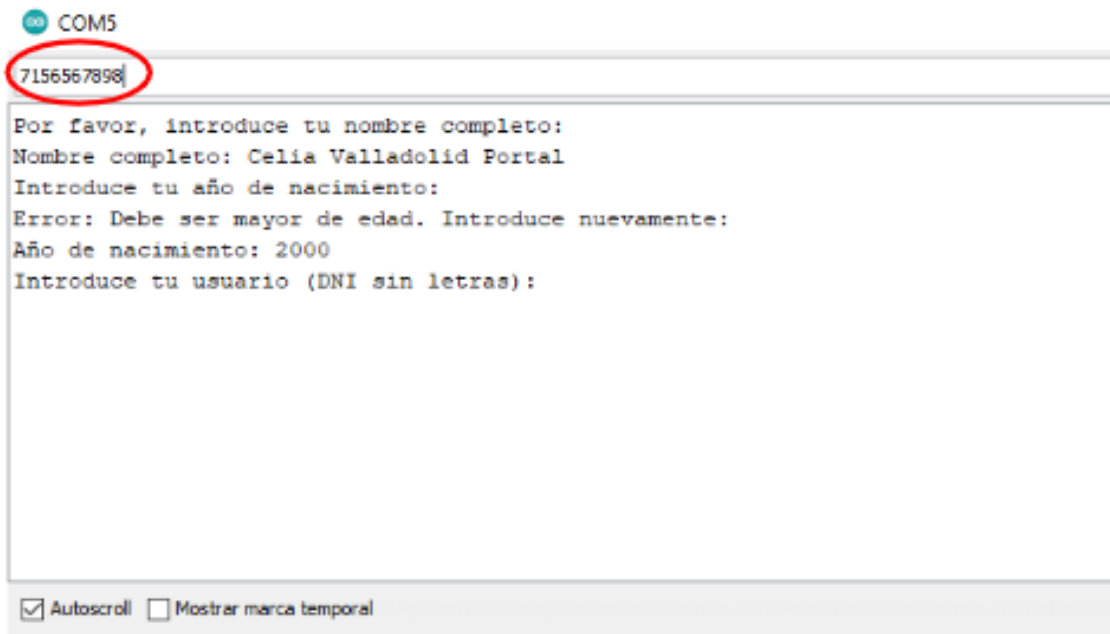 COM5
7156567898
Por favor, introduce tu nombre completo:
Nombre completo: Celia Valladolid Portal
Introduce tu año de nacimiento:
Error: Debe ser mayor de edad. Introduce nuevamente:
Año de nacimiento: 2000
Introduce tu usuario (DNI sin letras):
Autoscroll Mostrar marca temporal